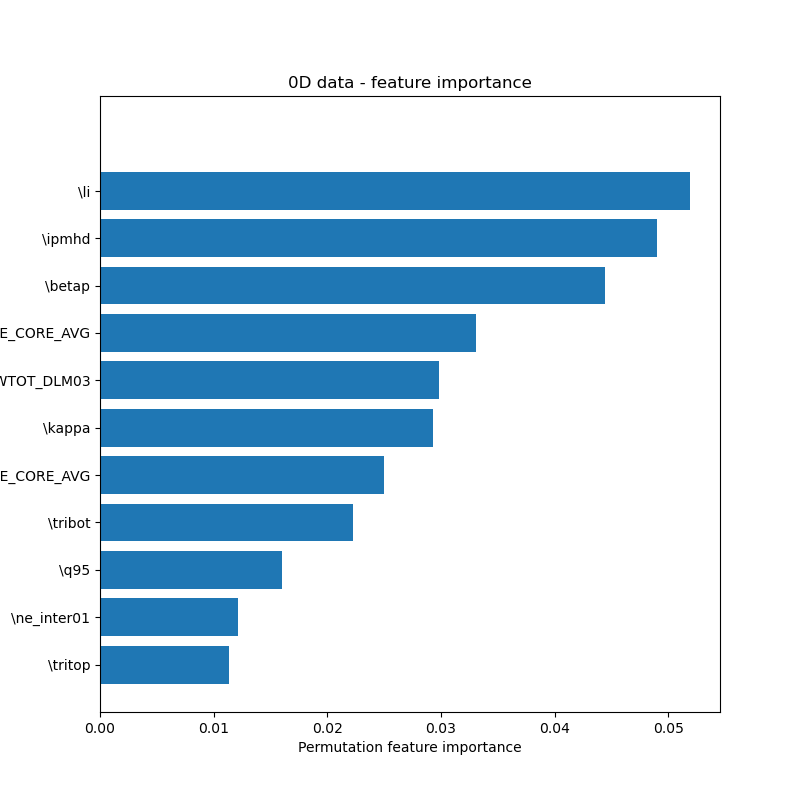 0D data - feature importance
\li
\ipmhd
\betap
E_CORE_AVG
WTOT_DLM03
\kappa
E_CORE_AVG
\tribot
\q95
\ne_inter01
\tritop
0.00 0.01 0.02 0.03 0.04 0.05
Permutation feature importance